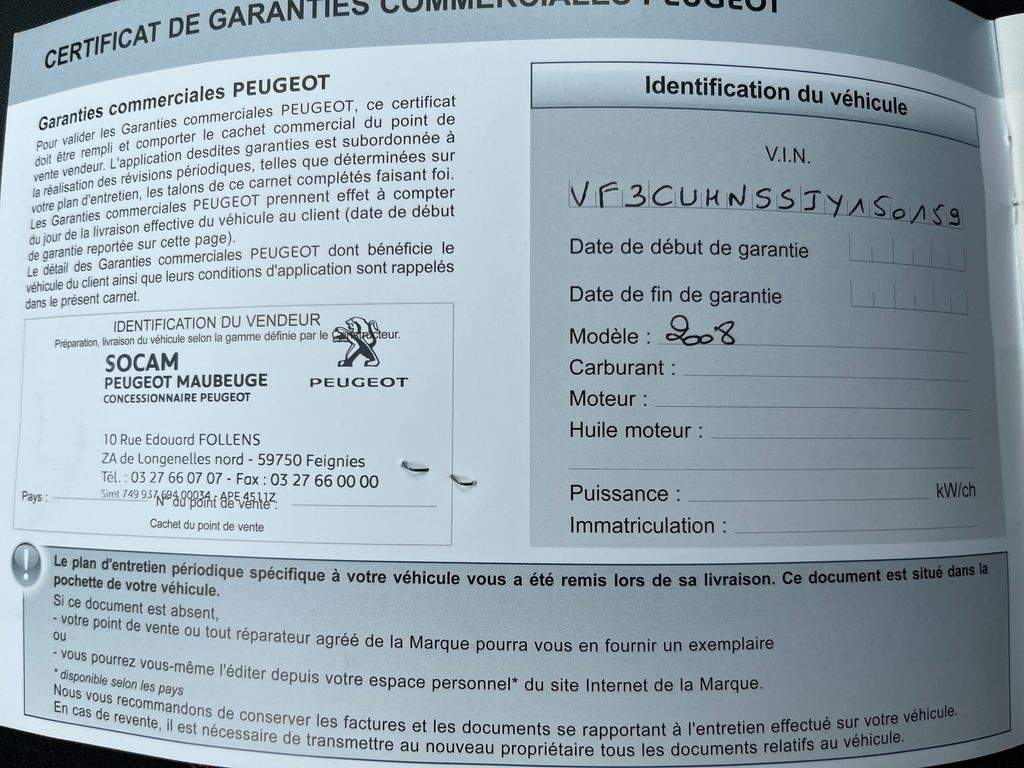 CERTIFICAT DE GARANTIES COMMERCIALES PEUGEOT
Garanties commerciales PEUGEOT
Pour valider les Garanties commerciales PEUGEOT, ce certificat
doit être rempli et comporter le cachet commercial du point de
vente vendeur. L'application desdites garanties est subordonnée à
la réalisation des révisions périodiques, telles que déterminées sur
votre plan d'entretien, les talons de ce carnet complétés faisant foi.
Les Garanties commerciales PEUGEOT prennent effet à compter
du jour de la livraison effective du véhicule au client (date de début
de garantie reportée sur cette page).
Le détail des Garanties commerciales PEUGEOT dont bénéficie le
véhicule du client ainsi que leurs conditions d'application sont rappelés
dans le présent carnet.
IDENTIFICATION DU VENDEUR
Préparation, livraison du véhicule selon la gamme définie par le Constructeur.
SOCAM
PEUGEOT MAUBEUGE
CONCESSIONNAIRE PEUGEOT
PEUGEOT
10 Rue Edouard FOLLENS
ZA de Longenelles nord - 59750 Feignies
Tél. : 03 27 66 07 07 - Fax : 03 27 66 00 00
Siret 749 937 694 00034 - APE 4511Z
Pays : N° du point de vente :
Cachet du point de vente
Identification du véhicule
V.I.N.
VF3CUHNSSJY150159
Date de début de garantie
Date de fin de garantie
Modèle : 2008
Carburant :
Moteur :
Huile moteur :
Puissance : kW/ch
Immatriculation :
Le plan d'entretien périodique spécifique à votre véhicule vous a été remis lors de sa livraison. Ce document est situé dans la
pochette de votre véhicule.
Si ce document est absent,
- votre point de vente ou tout réparateur agréé de la Marque pourra vous en fournir un exemplaire
ou
- vous pourrez vous-même l'éditer depuis votre espace personnel* du site Internet de la Marque.
* disponible selon les pays
Nous vous recommandons de conserver les factures et les documents se rapportant à l'entretien effectué sur votre véhicule.
En cas de revente, il est nécessaire de transmettre au nouveau propriétaire tous les documents relatifs au véhicule.